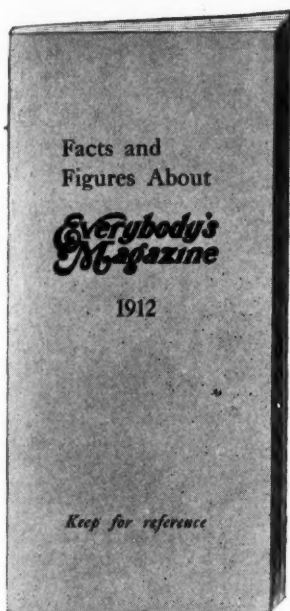 Facts and
Figures About
Everybody's
Magazine
1912
Keep for reference